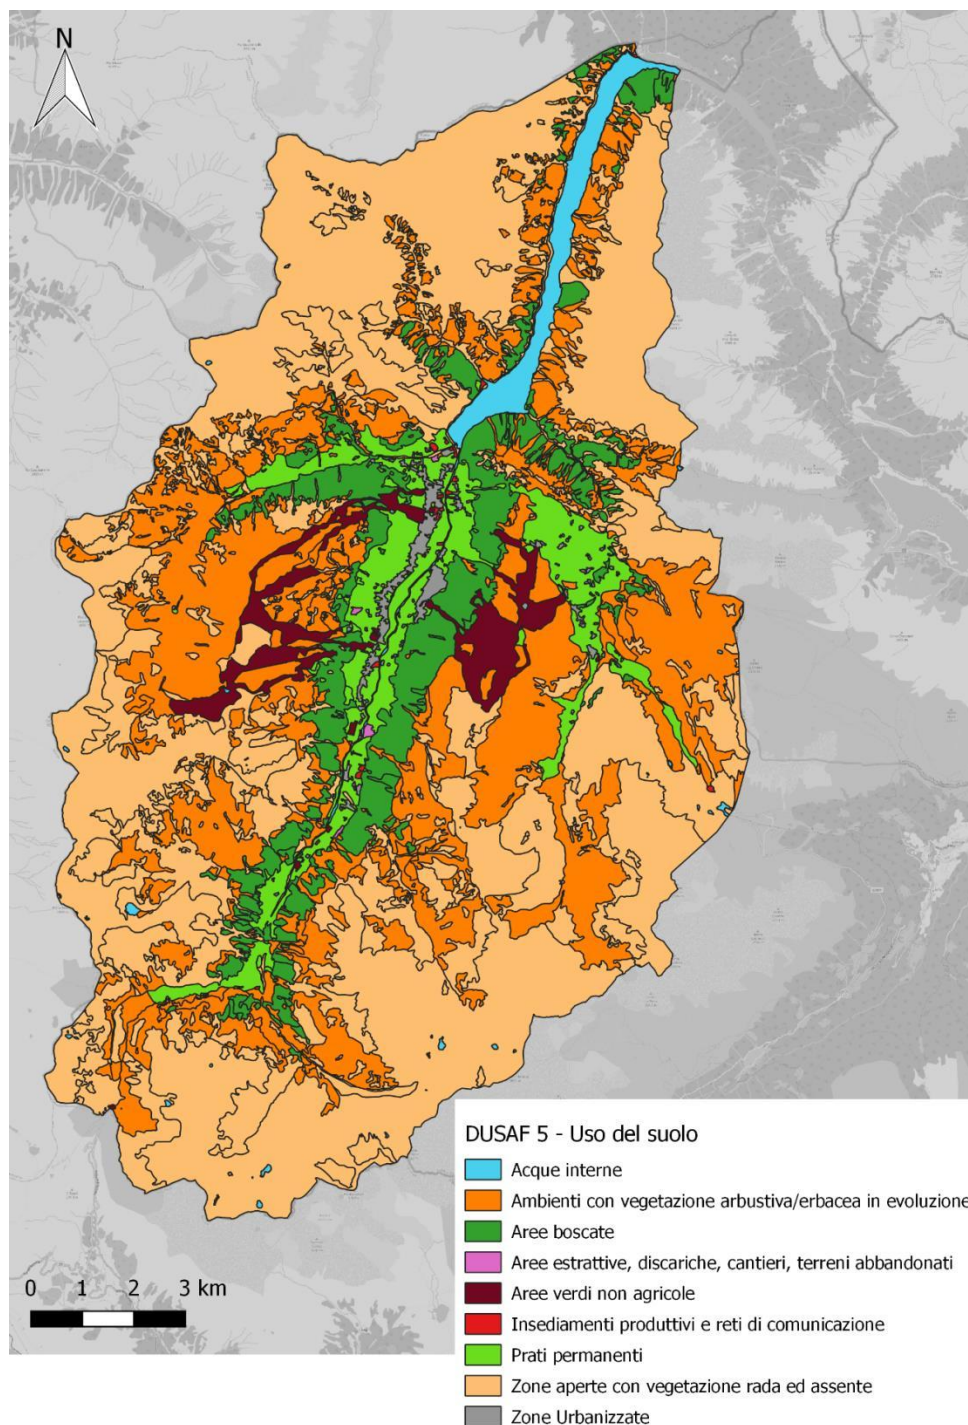 N
DUSAF 5 - Uso del suolo
Acque interne
Ambienti con vegetazione arbustiva/erbacea in evoluzione
Aree boscate
Aree estrattive, discariche, cantieri, terreni abbandonati
Aree verdi non agricole
Insediamenti produttivi e reti di comunicazione
Prati permanenti
Zone aperte con vegetazione rada ed assente
Zone Urbanizzate
0 1 2 3 km